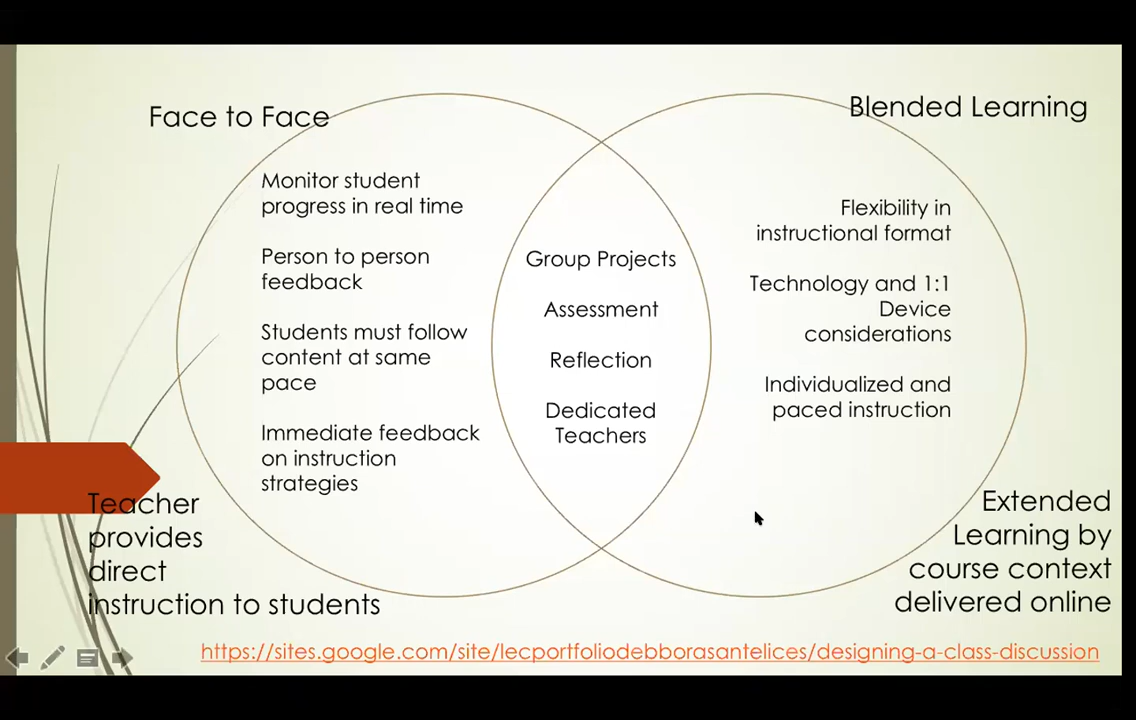 Face to Face
Blended Learning
Monitor student
progress in real time
Person to person
feedback
Students must follow
content at same
pace
Immediate feedback
on instruction
strategies
Group Projects
Assessment
Reflection
Dedicated
Teachers
Flexibility in
instructional format
Technology and 1:1
Device
considerations
Individualized and
paced instruction
Teacher
provides
direct
instruction to students
Extended
Learning by
course context
delivered online
https://sites.google.com/site/lecportfoliodebborasantelices/designing-a-class-discussion